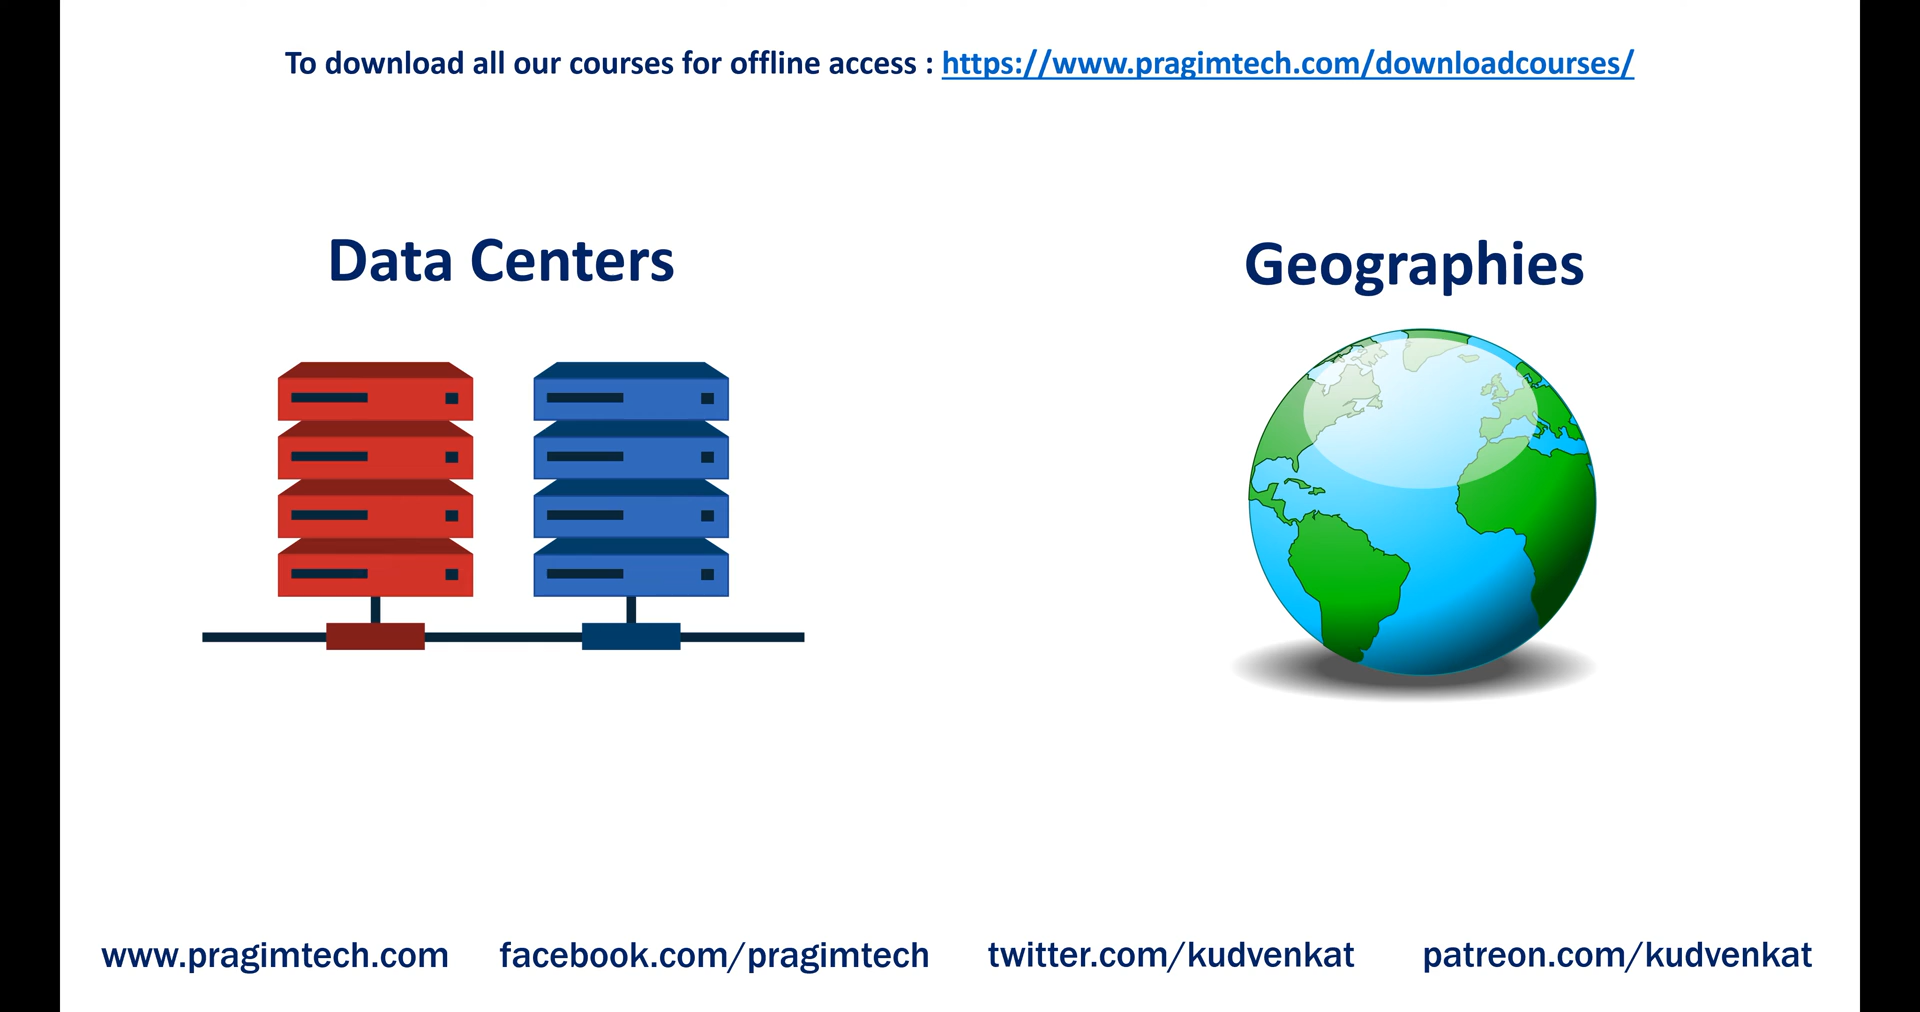 To download all our courses for offline access : https://www.pragimtech.com/downloadcourses/
Data Centers
Geographies
www.pragimtech.com facebook.com/pragimtech twitter.com/kudvenkat patreon.com/kudvenkat